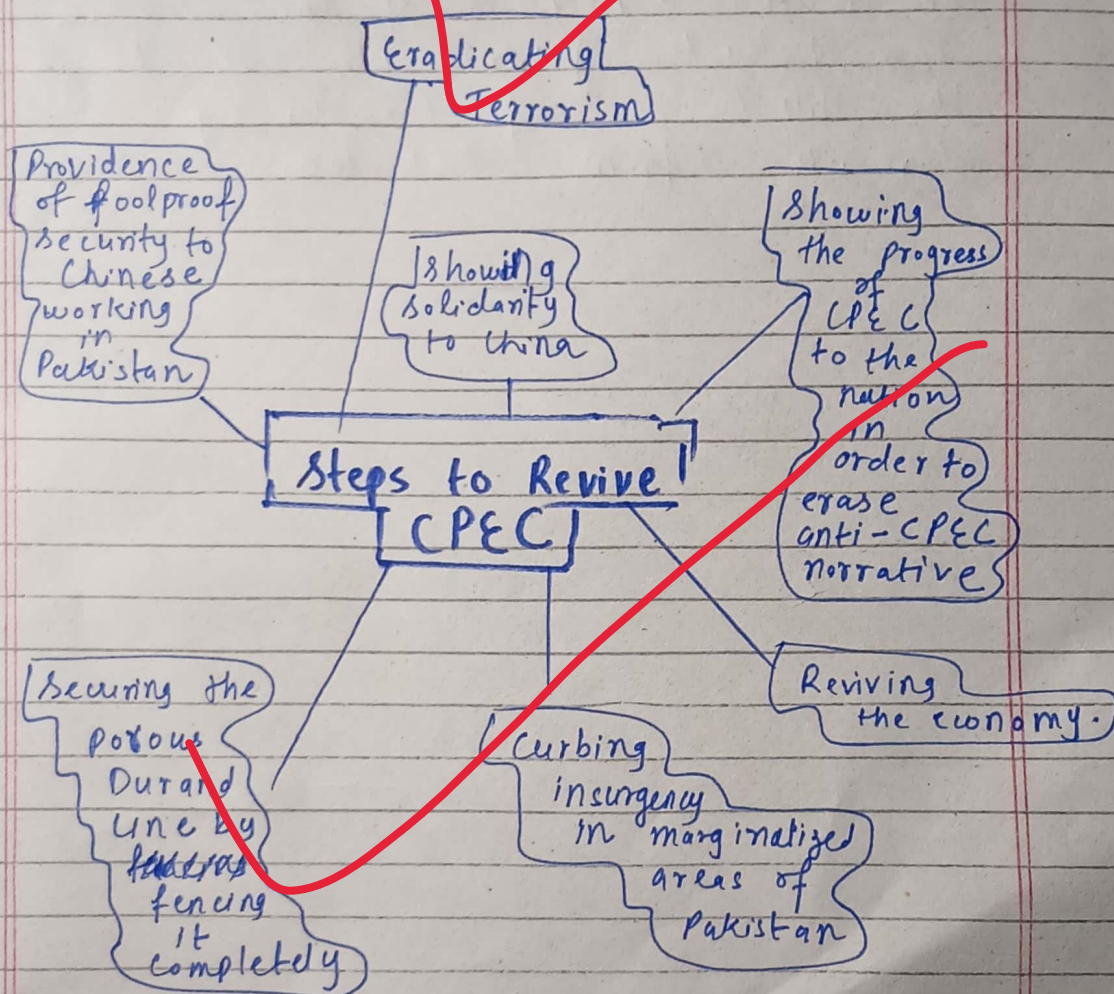 Eradicating
Terrorism
Providence
of foolproof
security to
Chinese
working
in
Pakistan
showing
solidarity
to China
Showing
the progress
of
CPEC
to the
nation
in
order to
erase
anti-CPEC
norrative
Steps to Revive
CPEC
Securing the
porous
Durand
Line by
fencing
it
completely
Curbing
insurgency
in marginalized
areas of
Pakistan
Reviving
the economy.